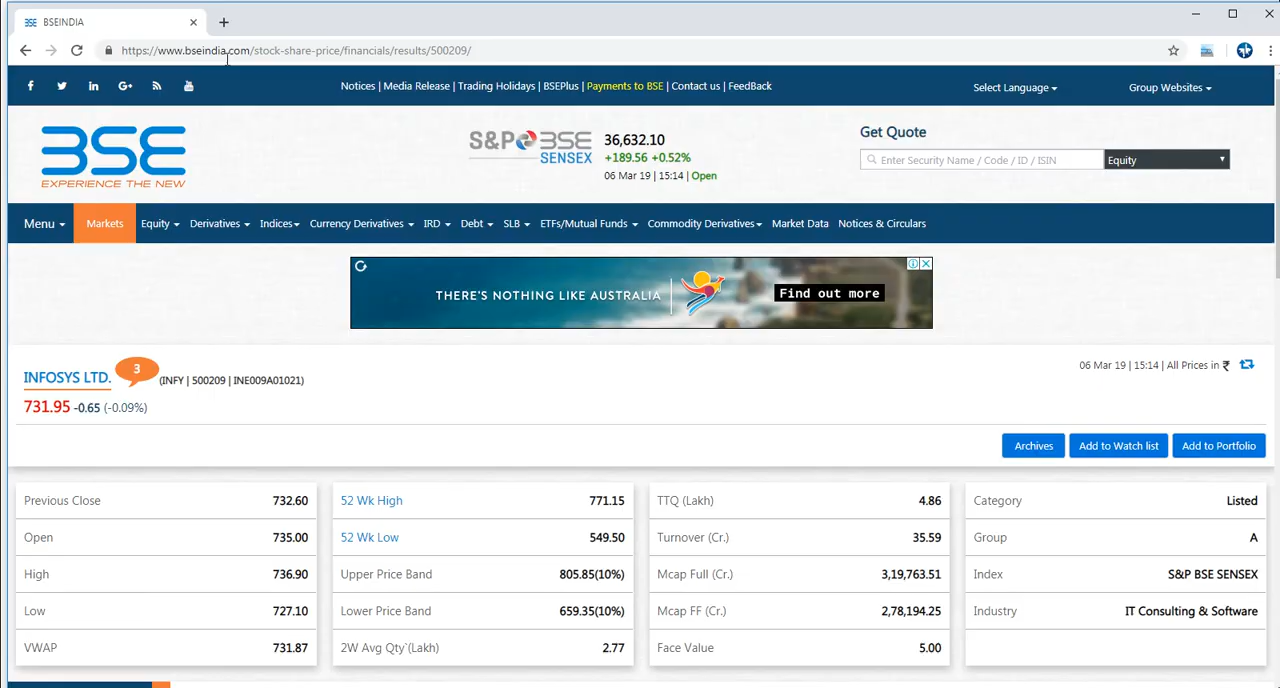 BSEINDIA
https://www.bseindia.com/stock-share-price/financials/results/500209/
Notices | Media Release | Trading Holidays | BSEPlus | Payments to BSE | Contact us | FeedBack
Select Language
Group Websites
BSE
EXPERIENCE THE NEW
S&P BSE
SENSEX
36,632.10
+189.56 +0.52%
06 Mar 19 | 15:14 | Open
Get Quote
Enter Security Name / Code / ID / ISIN
Equity
Menu Markets Equity Derivatives Indices Currency Derivatives IRD Debt SLB ETFs/Mutual Funds Commodity Derivatives Market Data Notices & Circulars
THERE'S NOTHING LIKE AUSTRALIA
Find out more
INFOSYS LTD. 3 (INFY | 500209 | INE009A01021)
06 Mar 19 | 15:14 | All Prices in ₹
731.95 -0.65 (-0.09%)
Archives
Add to Watch list
Add to Portfolio
Previous Close 732.60
Open 735.00
High 736.90
Low 727.10
VWAP 731.87
52 Wk High 771.15
52 Wk Low 549.50
Upper Price Band 805.85(10%)
Lower Price Band 659.35(10%)
2W Avg Qty*(Lakh) 2.77
TTQ (Lakh) 4.86
Turnover (Cr.) 35.59
Mcap Full (Cr.) 3,19,763.51
Mcap FF (Cr.) 2,78,194.25
Face Value 5.00
Category Listed
Group A
Index S&P BSE SENSEX
Industry IT Consulting & Software